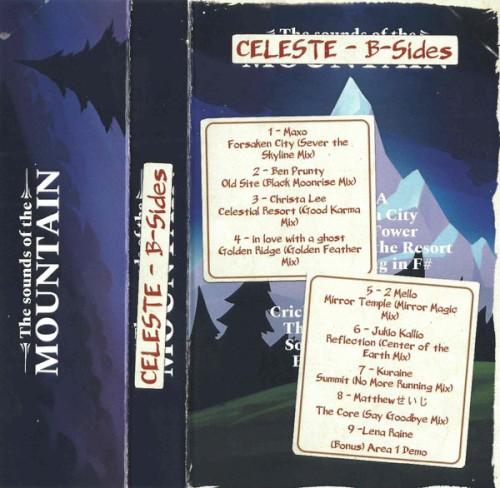 The sounds of the
MOUNTAIN
CELESTE - B-Sides
The sounds of the
MOUNTAIN
CELESTE - B-Sides
1 - Maxo
Forsaken City (Sever the
Skyline Mix)
2 - Ben Prunty
Old Site (Black Moonrise Mix)
3 - Christa Lee
Celestial Resort (Good Karma
Mix)
4 - in love with a ghost
Golden Ridge (Golden Feather
Mix)
A
City
Tower
the Resort
in F#
5 - 2 Mello
Mirror Temple (Mirror Magic
Mix)
6 - Jukio Kallio
Reflection (Center of the
Earth Mix)
7 - Kuraine
Summit (No More Running Mix)
8 - Matthewせいじ
The Core (Say Goodbye Mix)
9 -Lena Raine
(Bonus) Area 1 Demo